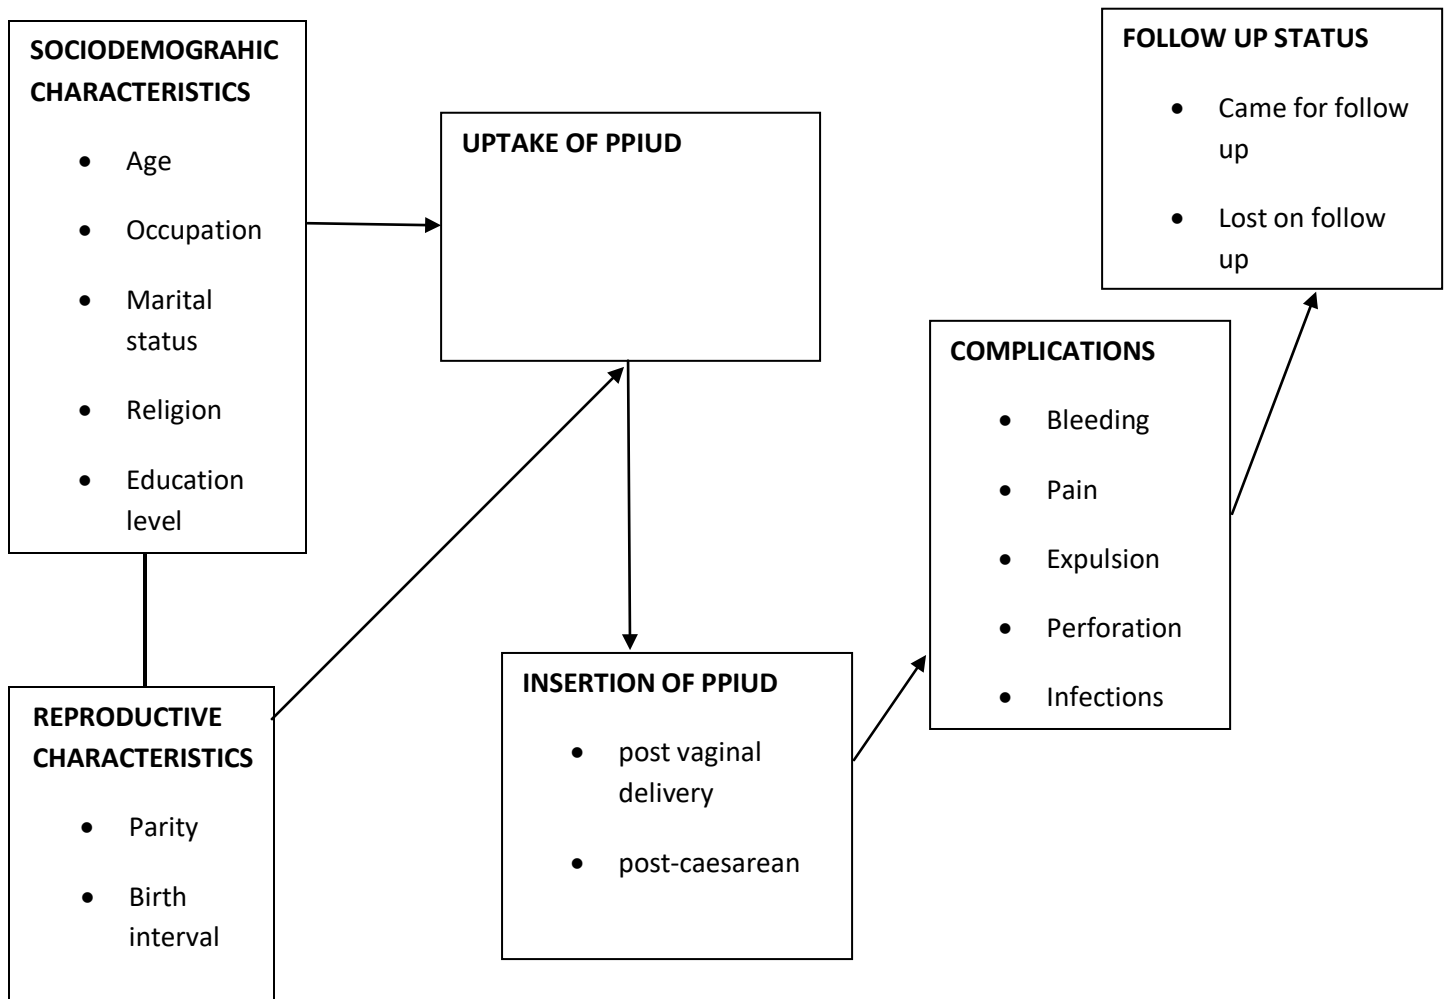 SOCIODEMOGRAHIC
CHARACTERISTICS
• Age
• Occupation
• Marital
status
• Religion
• Education
level
REPRODUCTIVE
CHARACTERISTICS
• Parity
• Birth
interval
UPTAKE OF PPIUD
INSERTION OF PPIUD
• post vaginal
delivery
• post-caesarean
COMPLICATIONS
• Bleeding
• Pain
• Expulsion
• Perforation
• Infections
FOLLOW UP STATUS
• Came for follow
up
• Lost on follow
up